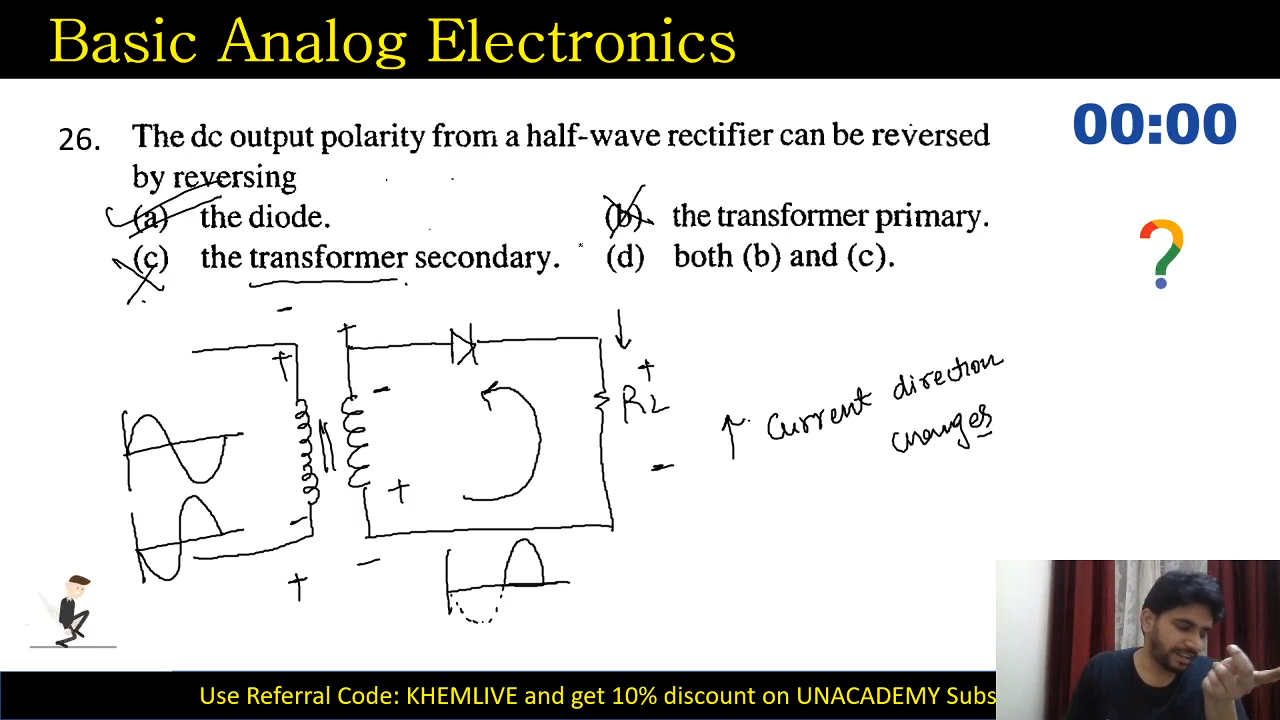 Basic Analog Electronics
00:00
26. The dc output polarity from a half-wave rectifier can be reversed
by reversing
(a) the diode. (b) the transformer primary.
(c) the transformer secondary. (d) both (b) and (c).
?
-
+ + +
- RL
+ -
-
+ -
Current direction
changes
Use Referral Code: KHEMLIVE and get 10% discount on UNACADEMY Subs